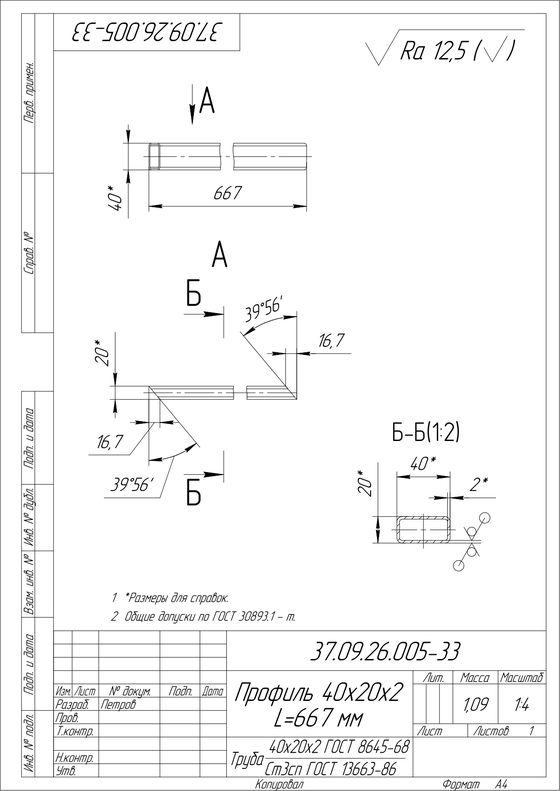 37.09.26.005-33
Ra 12,5 (√)
Перв. примен.
Справ. №
А
40*
667
А
Б
39°56'
16,7
20*
16,7
39°56'
Б
Б-Б(1:2)
40*
20*
2*
1 *Размеры для справок.
2 Общие допуски по ГОСТ 30893.1 - m.
Подп. и дата
Инв. № дубл.
Взам. инв. №
Подп. и дата
Инв. № подл.
37.09.26.005-33
Изм. Лист № докум. Подп. Дата
Разраб. Петров
Пров.
Т.контр.
Н.контр.
Утв.
Профиль 40x20x2
L=667 мм
Лит. Масса Масштаб
1,09 1:4
Лист Листов 1
Труба 40x20x2 ГОСТ 8645-68
Ст3сп ГОСТ 13663-86
Копировал Формат А4